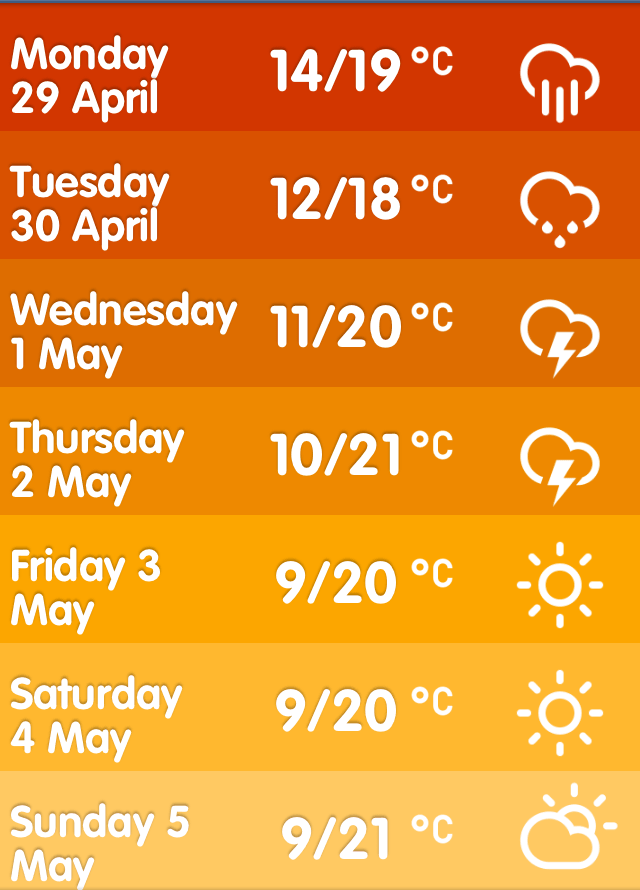 Monday
29 April
14/19 °C
Tuesday
30 April
12/18 °C
Wednesday
1 May
11/20 °C
Thursday
2 May
10/21 °C
Friday 3
May
9/20 °C
Saturday
4 May
9/20 °C
Sunday 5
May
9/21 °C